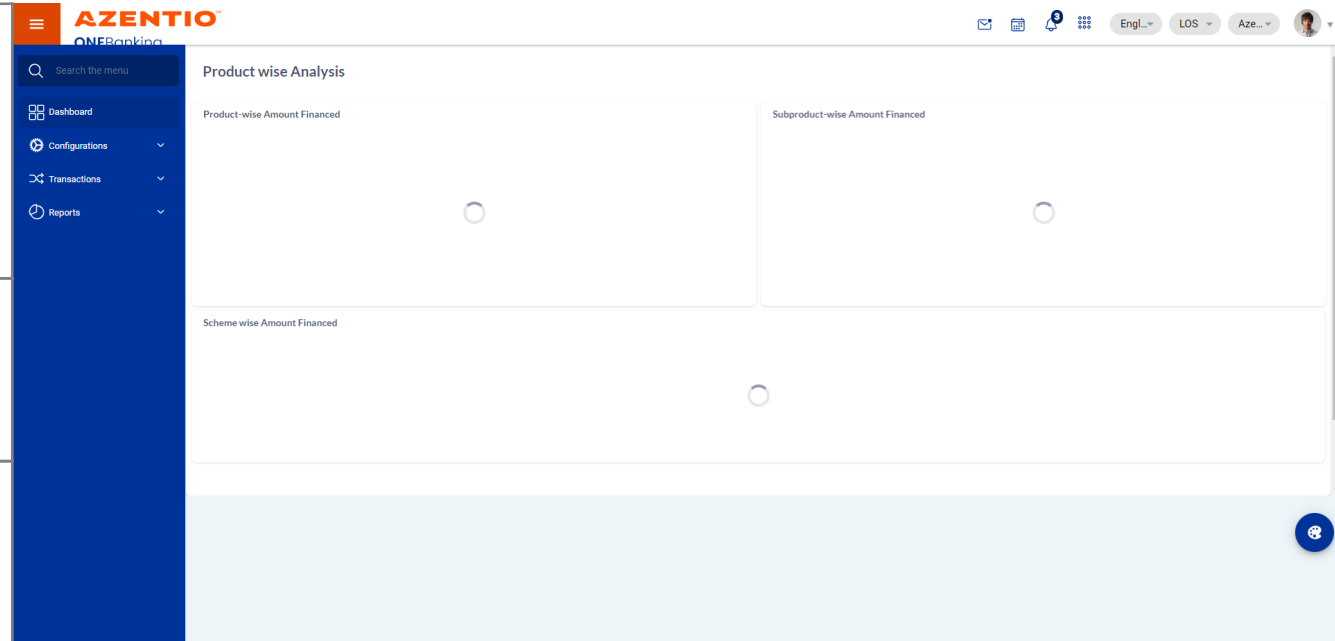 AZENTIO™
ONEBanking
3
Engl...
LOS
Aze...
Search the menu
Dashboard
Configurations
Transactions
Reports
Product wise Analysis
Product-wise Amount Financed
Subproduct-wise Amount Financed
Scheme wise Amount Financed